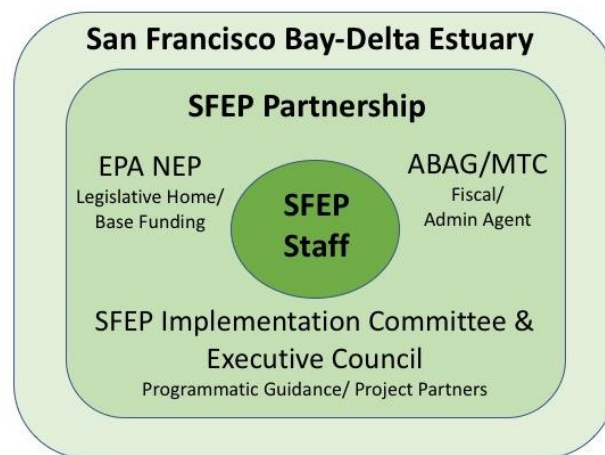 San Francisco Bay-Delta Estuary
SFEP Partnership
EPA NEP
Legislative Home/
Base Funding
SFEP
Staff
ABAG/MTC
Fiscal/
Admin Agent
SFEP Implementation Committee &
Executive Council
Programmatic Guidance/ Project Partners